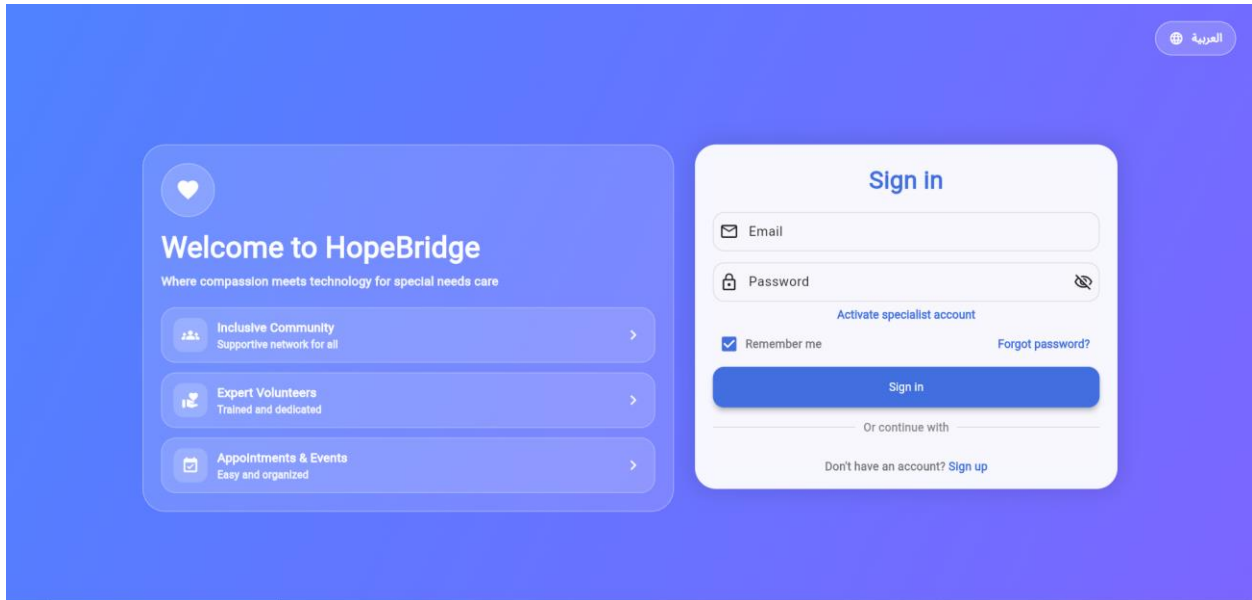 العربية
Welcome to HopeBridge
Where compassion meets technology for special needs care
Inclusive Community
Supportive network for all
Expert Volunteers
Trained and dedicated
Appointments & Events
Easy and organized
Sign in
Email
Password
Activate specialist account
Remember me
Forgot password?
Sign in
Or continue with
Don't have an account? Sign up